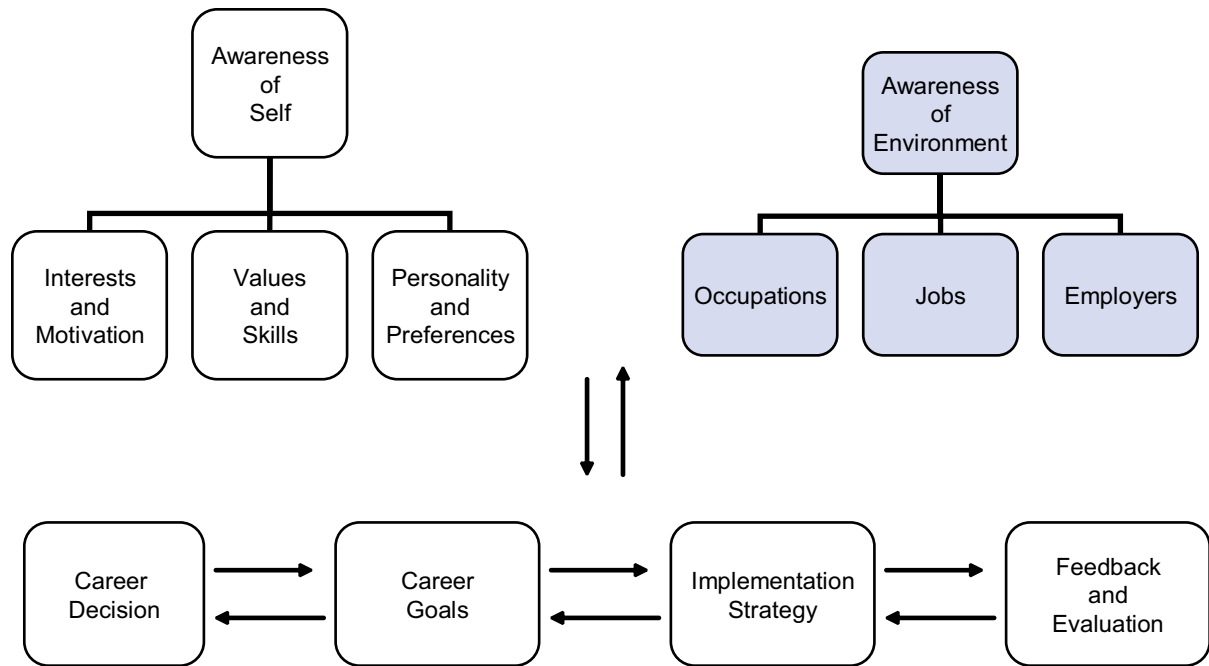 Awareness
of
Self
Awareness
of
Environment
Interests
and
Motivation
Values
and
Skills
Personality
and
Preferences
Occupations
Jobs
Employers
Career
Decision
Career
Goals
Implementation
Strategy
Feedback
and
Evaluation